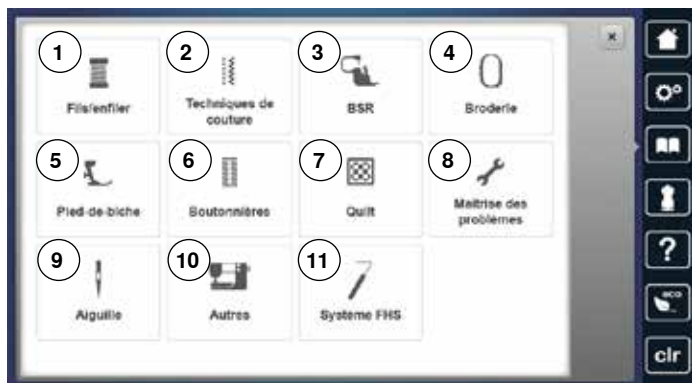 1
2
3
4
Fils/enfiler
Techniques de
couture
BSR
Broderie
5
6
7
8
Pied-de-biche
Boutonnières
Quilt
Maîtrise des
problèmes
9
10
11
Aiguille
Autres
Système FHS
×
?
eco
clr